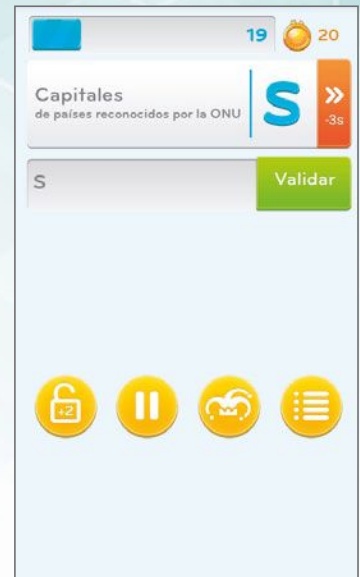 19 20
Capitales
de países reconocidos por la ONU
S
-3s
S
Validar
+2